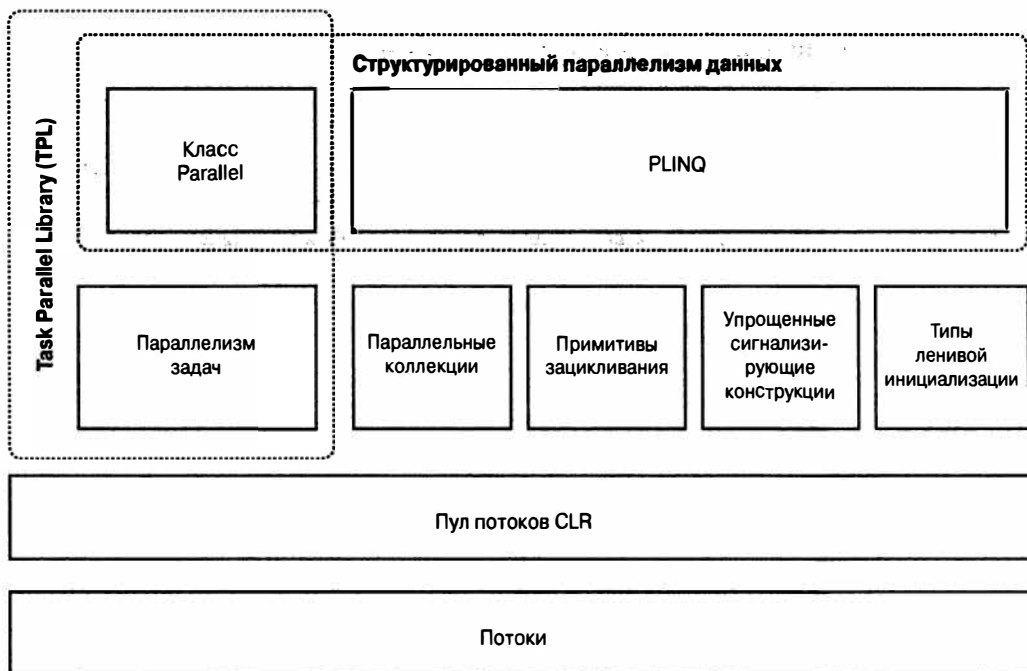 Структурированный параллелизм данных
Task Parallel Library (TPL)
Класс
Parallel
PLINQ
Параллелизм
задач
Параллельные
коллекции
Примитивы
зацикливания
Упрощенные
сигнализи-
рующие
конструкции
Типы
ленивой
инициализации
Пул потоков CLR
Потоки